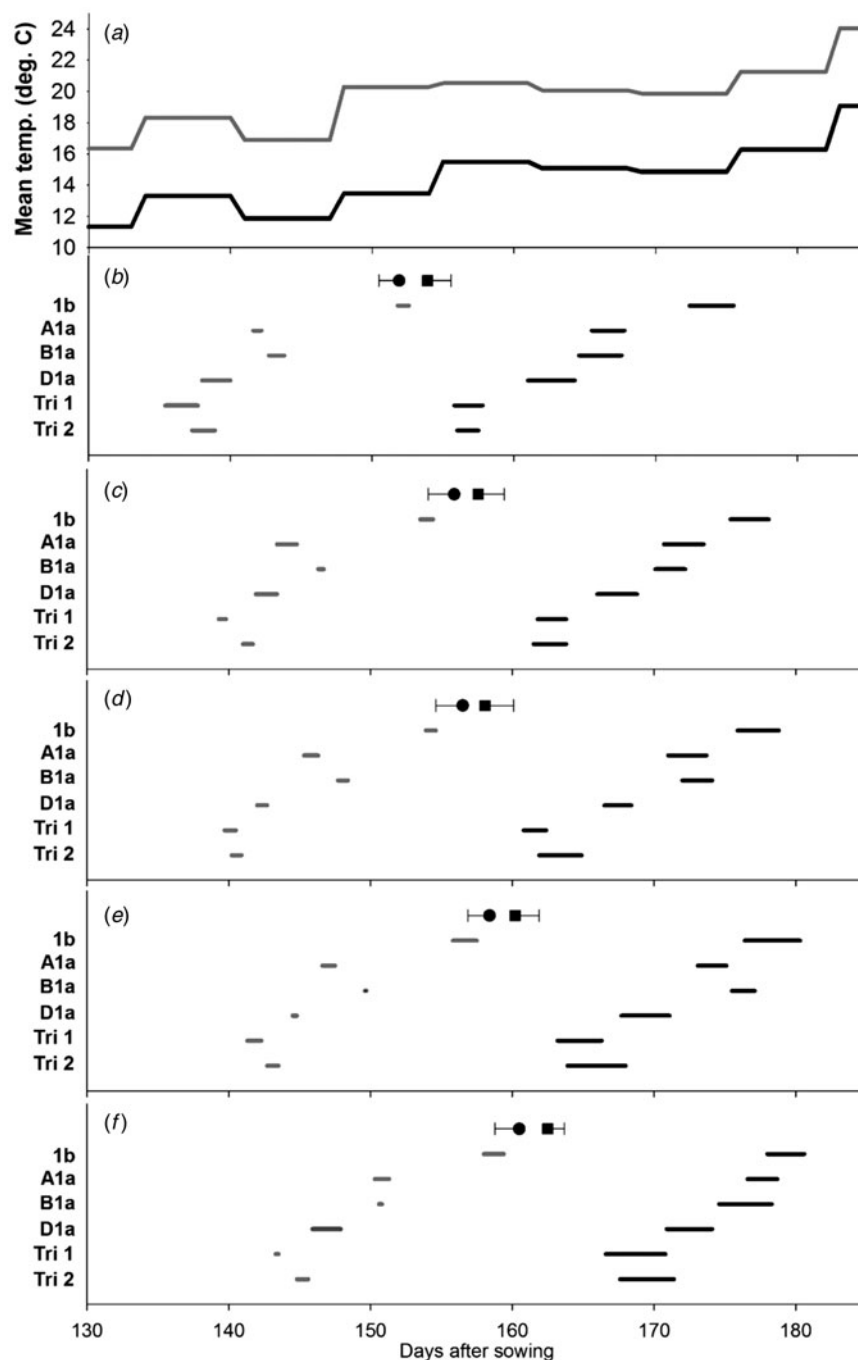 (a)
Mean temp. (deg. C)
24
22
20
18
16
14
12
10
(b)
1b
A1a
B1a
D1a
Tri 1
Tri 2
(c)
1b
A1a
B1a
D1a
Tri 1
Tri 2
(d)
1b
A1a
B1a
D1a
Tri 1
Tri 2
(e)
1b
A1a
B1a
D1a
Tri 1
Tri 2
(f)
1b
A1a
B1a
D1a
Tri 1
Tri 2
130 140 150 160 170 180
Days after sowing